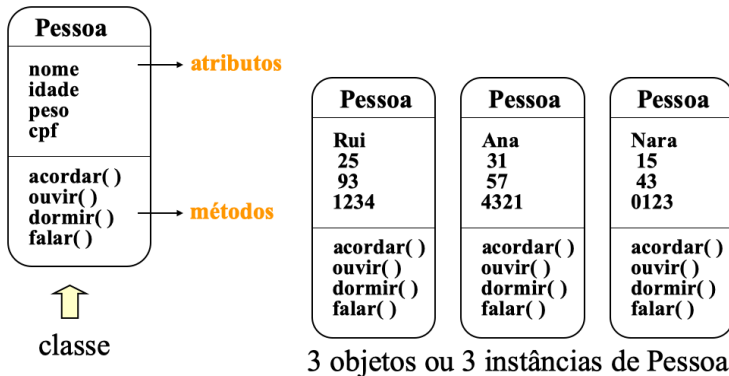 Pessoa
nome
idade
peso
cpf
atributos
acordar( )
ouvir( )
dormir( )
falar( )
métodos
classe
Pessoa
Rui
25
93
1234
acordar( )
ouvir( )
dormir( )
falar( )
Pessoa
Ana
31
57
4321
acordar( )
ouvir( )
dormir( )
falar( )
Pessoa
Nara
15
43
0123
acordar( )
ouvir( )
dormir( )
falar( )
3 objetos ou 3 instâncias de Pessoa